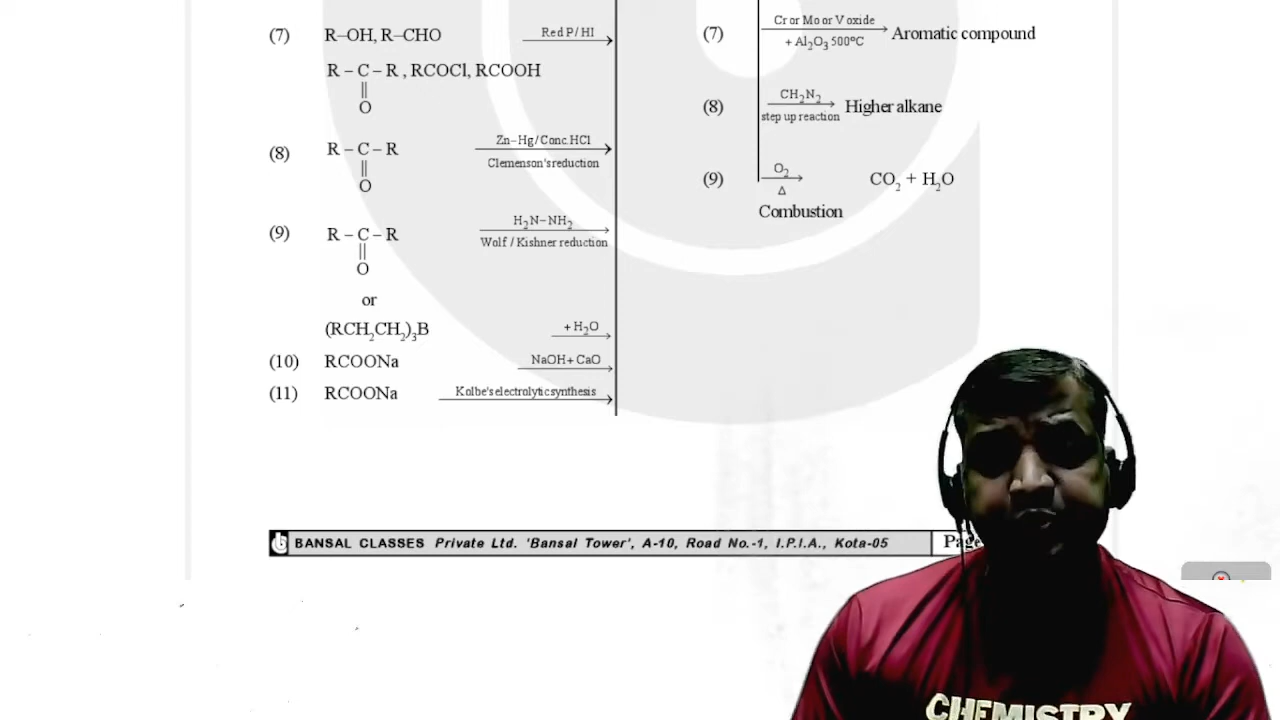 (7) R–OH, R–CHO Red P / HI
R – C – R , RCOCl, RCOOH
O
(8) R – C – R Zn–Hg / Conc.HCl
Clemenson's reduction
O
(9) R – C – R H2N–NH2
Wolf / Kishner reduction
O
or
(RCH2CH2)3B + H2O
(10) RCOONa NaOH + CaO
(11) RCOONa Kolbe's electrolytic synthesis
(7) Cr or Mo or V oxide
+ Al2O3 500°C Aromatic compound
(8) CH2N2
step up reaction Higher alkane
(9) O2
Δ CO2 + H2O
Combustion
BANSAL CLASSES Private Ltd. 'Bansal Tower', A-10, Road No.-1, I.P.I.A., Kota-05
CHEMISTRY